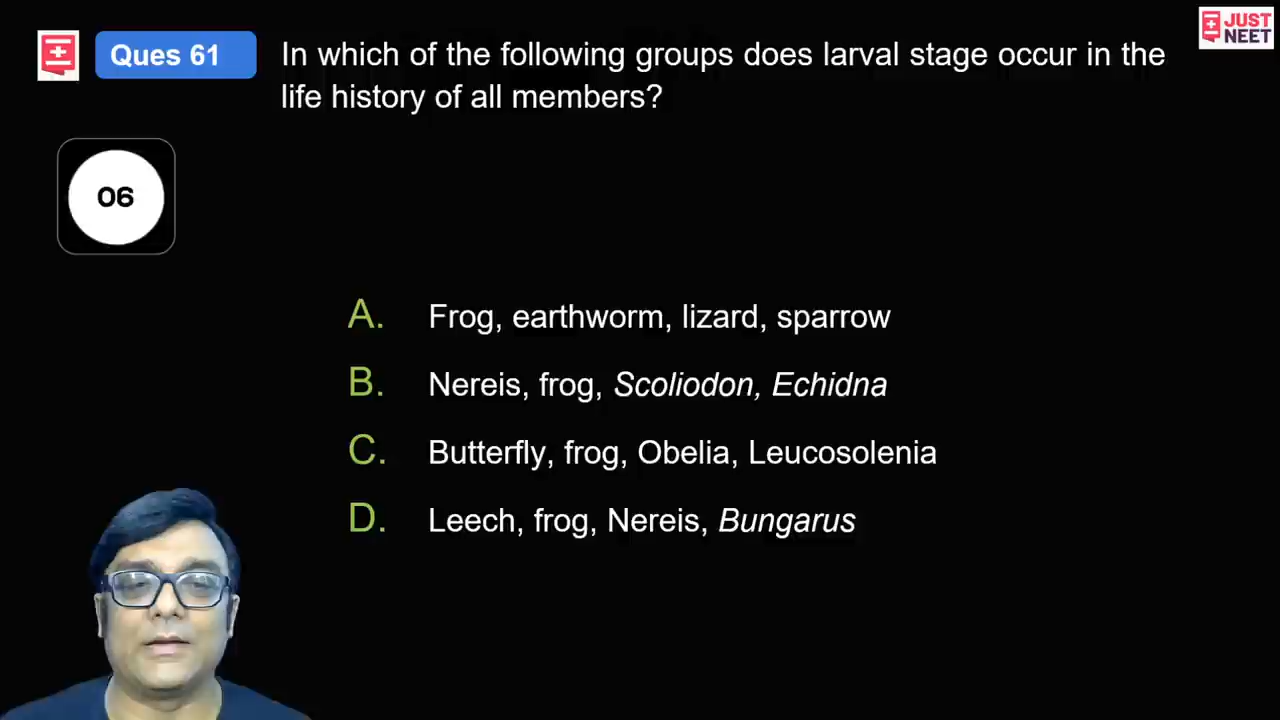 JUST
NEET
Ques 61
In which of the following groups does larval stage occur in the
life history of all members?
06
A. Frog, earthworm, lizard, sparrow
B. Nereis, frog, Scoliodon, Echidna
C. Butterfly, frog, Obelia, Leucosolenia
D. Leech, frog, Nereis, Bungarus